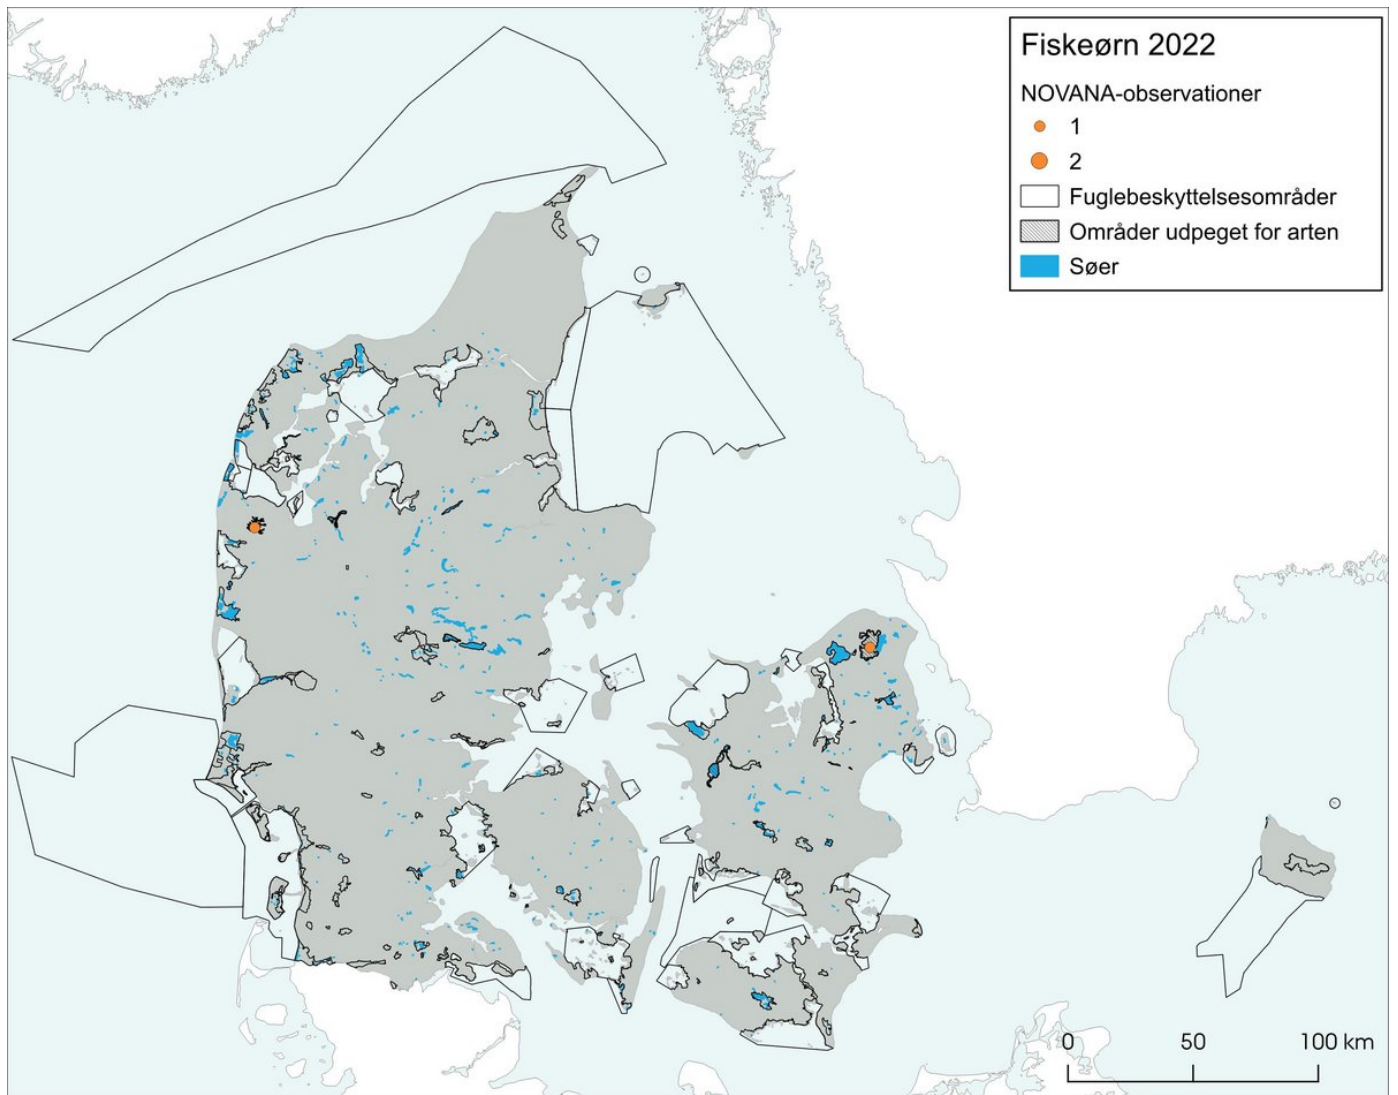 Fiskeørn 2022
NOVANA-observationer
1
2
Fuglebeskyttelsesområder
Områder udpeget for arten
Søer
0 50 100 km